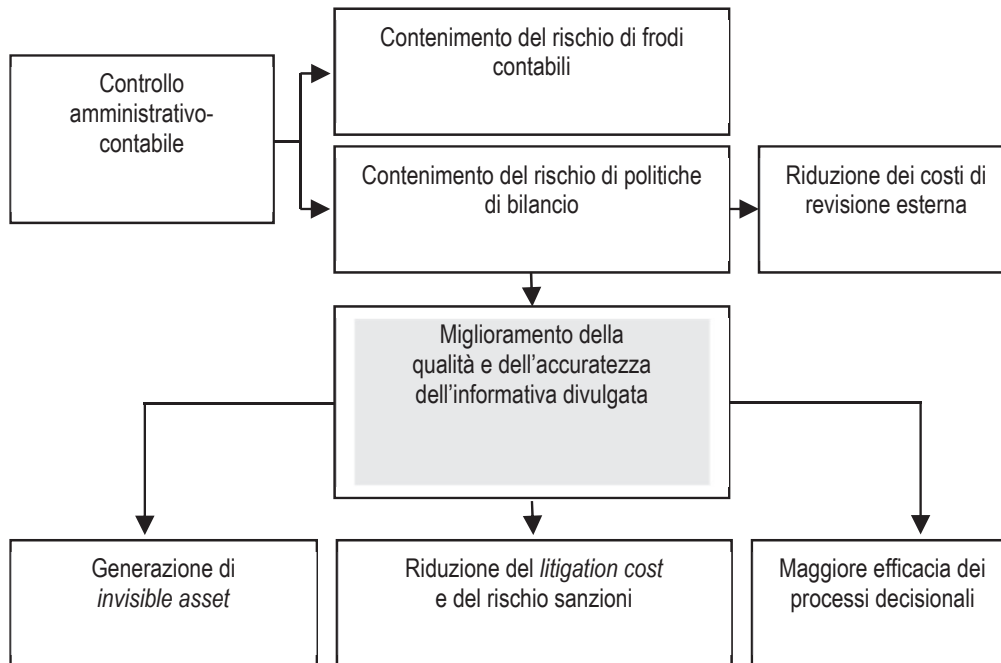 Contenimento del rischio di frodi
contabili
Controllo
amministrativo-
contabile
Contenimento del rischio di politiche
di bilancio
Riduzione dei costi di
revisione esterna
Miglioramento della
qualità e dell’accuratezza
dell’informativa divulgata
Generazione di
invisible asset
Riduzione del litigation cost
e del rischio sanzioni
Maggiore efficacia dei
processi decisionali